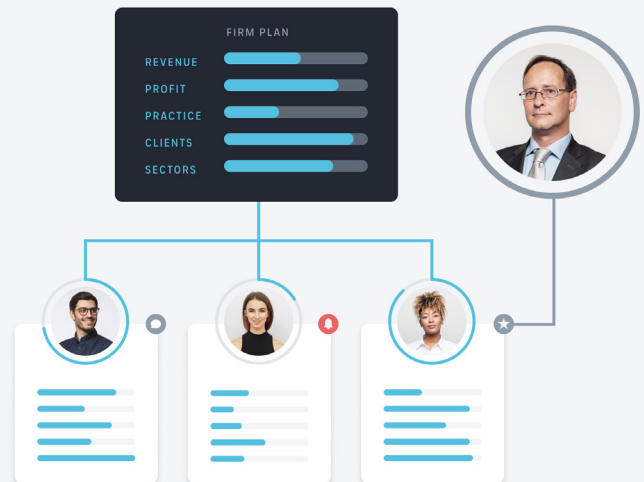 FIRM PLAN
REVENUE
PROFIT
PRACTICE
CLIENTS
SECTORS